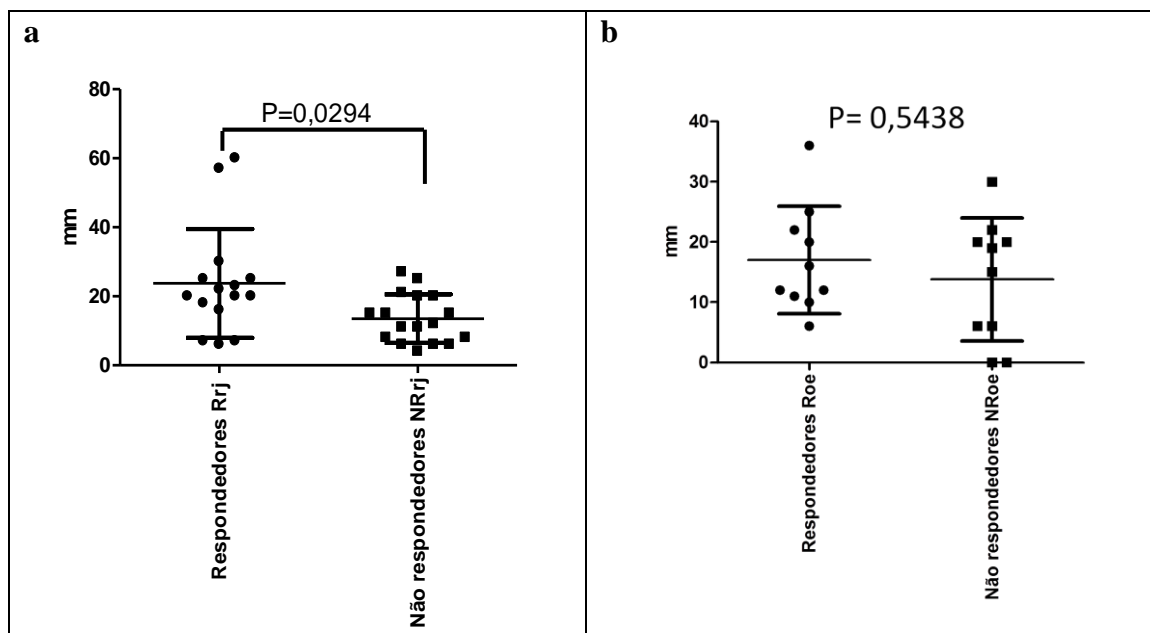 a
P=0,0294
80
60
40
20
0
mm
Respondedores Rrj
Não respondedores NRrj
b
P= 0,5438
40
30
20
10
0
mm
Respondedores Roe
Não respondedores NRoe